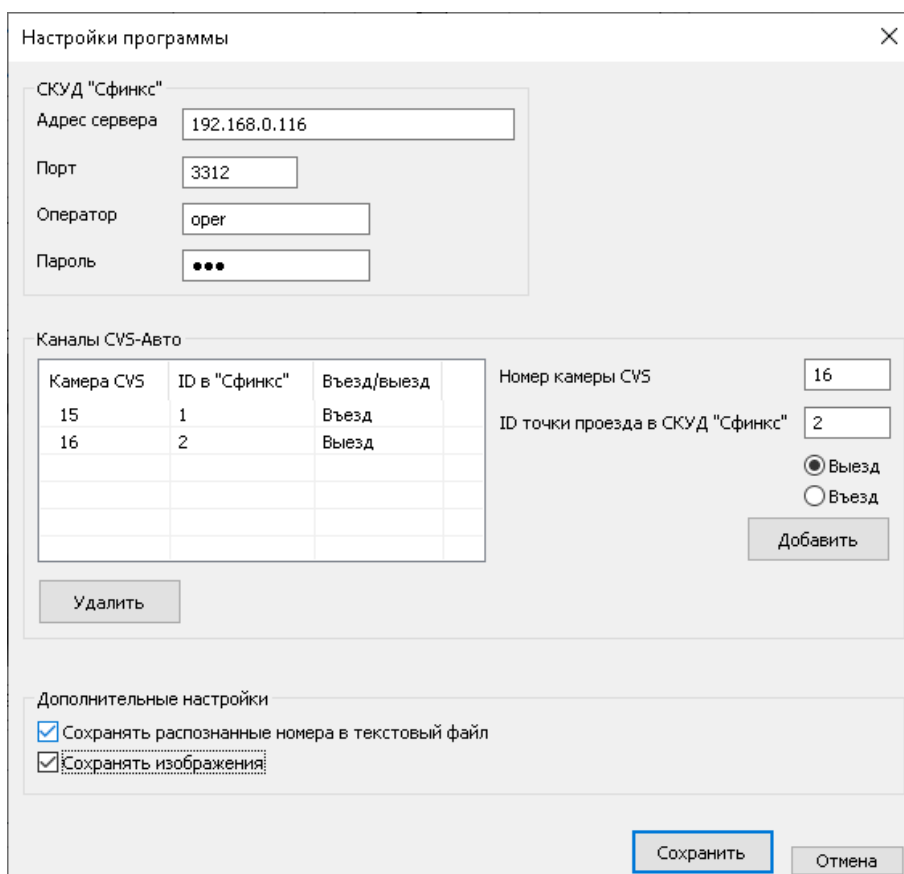 Настройки программы
СКУД "Сфинкс"
Адрес сервера 192.168.0.116
Порт 3312
Оператор oper
Пароль ●●●
Каналы CVS-Авто
Камера CVS ID в "Сфинкс" Въезд/выезд
15 1 Въезд
16 2 Выезд
Номер камеры CVS 16
ID точки проезда в СКУД "Сфинкс" 2
Выезд
Въезд
Добавить
Удалить
Дополнительные настройки
Сохранять распознанные номера в текстовый файл
Сохранять изображения
Сохранить Отмена